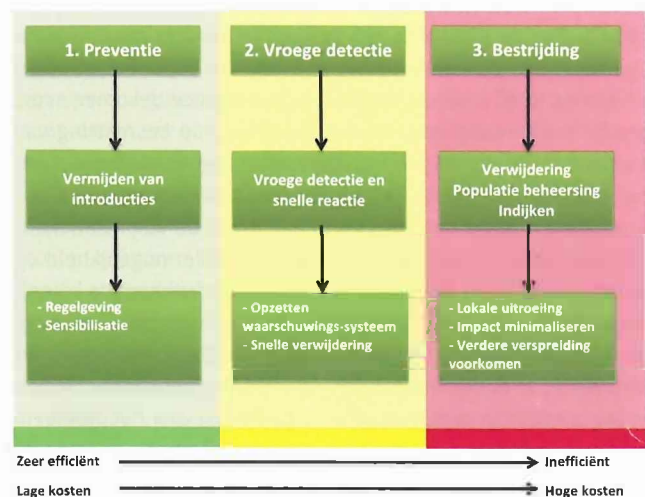 1. Preventie
2. Vroege detectie
3. Bestrijding
Vermijden van
introducties
Vroege detectie en
snelle reactie
Verwijdering
Populatie beheersing
Indijken
- Regelgeving
- Sensibilisatie
- Opzetten
waarschuwings-systeem
- Snelle verwijdering
- Lokale uitroeiing
- Impact minimaliseren
- Verdere verspreiding
voorkomen
Zeer efficiënt
Inefficiënt
Lage kosten
Hoge kosten